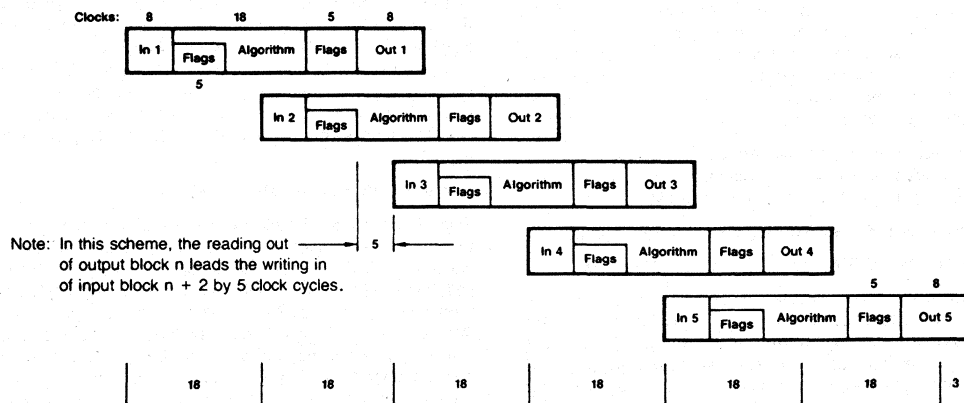 Clocks: 8 18 5 8
In 1 Flags Algorithm Flags Out 1
5
In 2 Flags Algorithm Flags Out 2
In 3 Flags Algorithm Flags Out 3
Note: In this scheme, the reading out 5
of output block n leads the writing in
of input block n + 2 by 5 clock cycles.
In 4 Flags Algorithm Flags Out 4
5 8
In 5 Flags Algorithm Flags Out 5
18 18 18 18 18 18 3